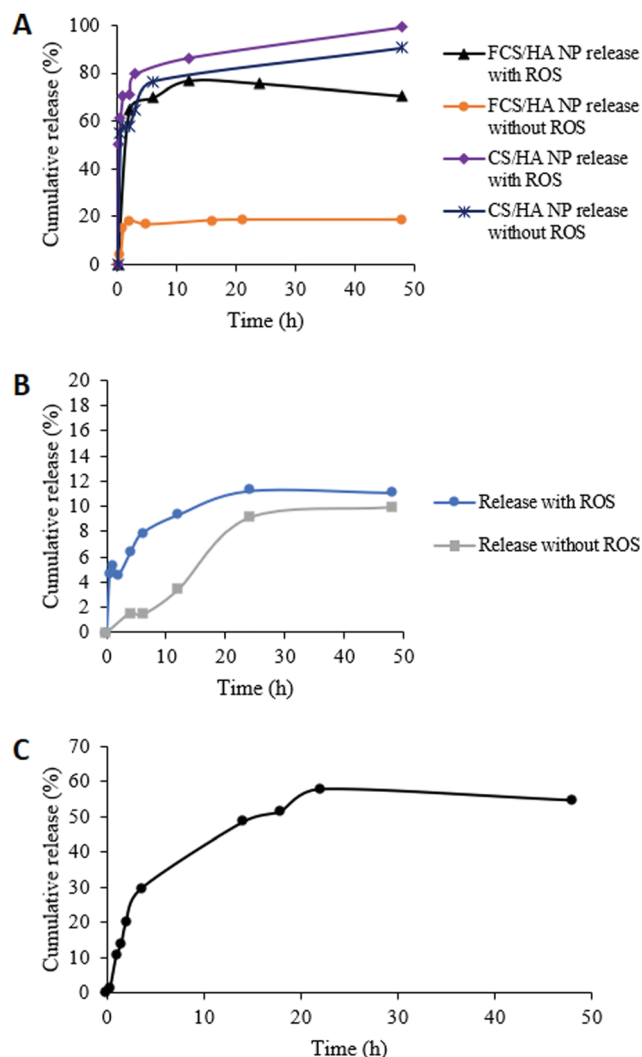 A
Cumulative release (%)
100
80
60
40
20
0
0 10 20 30 40 50
Time (h)
FCS/HA NP release
with ROS
FCS/HA NP release
without ROS
CS/HA NP release
with ROS
CS/HA NP release
without ROS
B
Cumulative release (%)
20
18
16
14
12
10
8
6
4
2
0
0 10 20 30 40 50
Time (h)
Release with ROS
Release without ROS
C
Cumulative release (%)
70
60
50
40
30
20
10
0
0 10 20 30 40 50
Time (h)